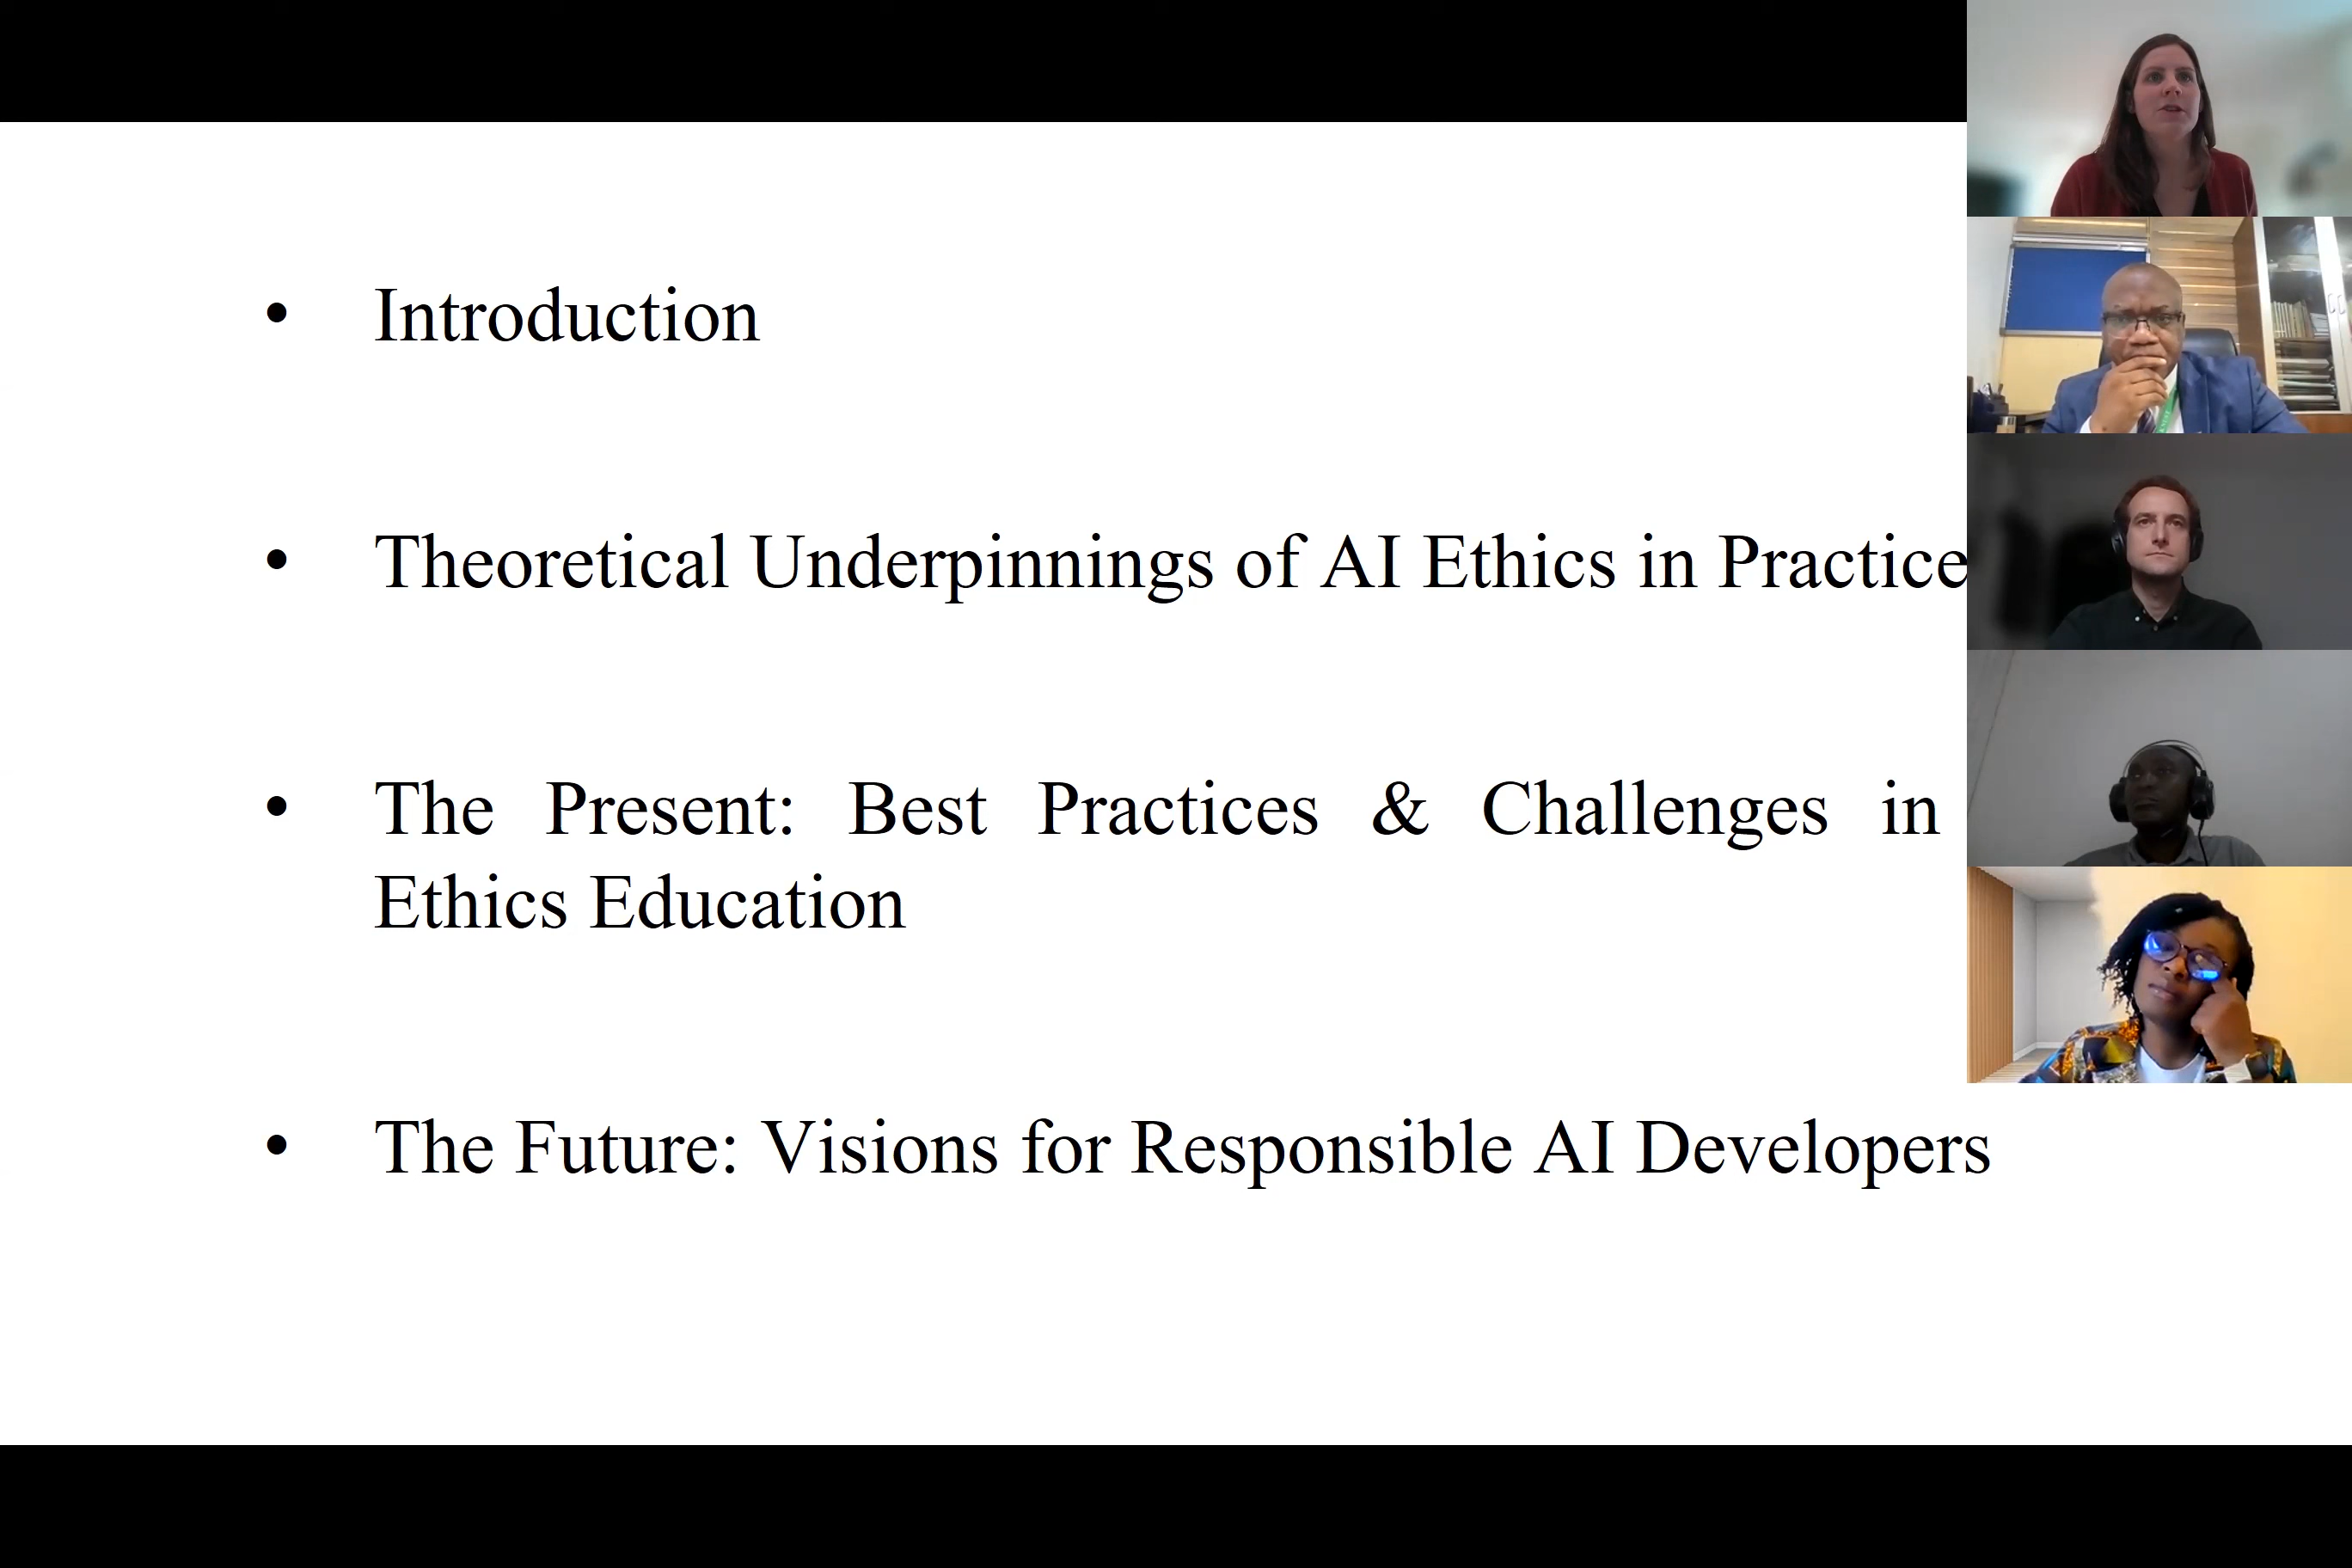 • Introduction
• Theoretical Underpinnings of AI Ethics in Practice
• The Present: Best Practices & Challenges in
Ethics Education
• The Future: Visions for Responsible AI Developers